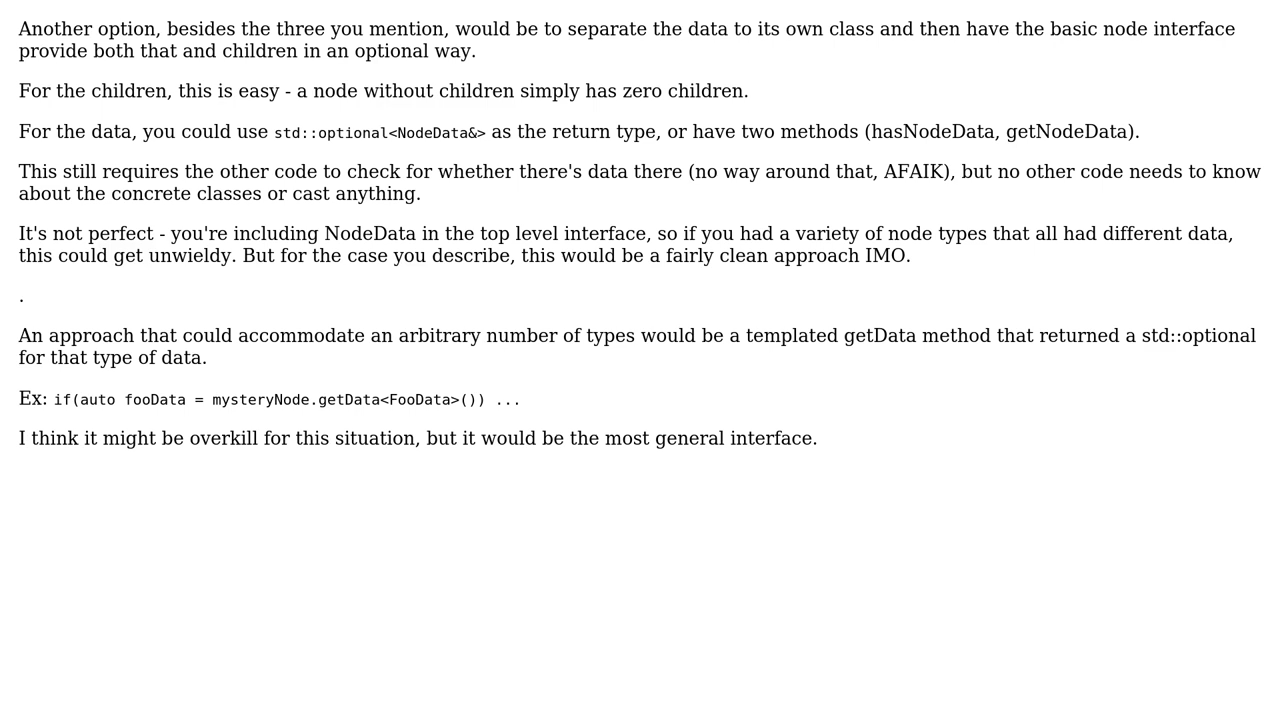 Another option, besides the three you mention, would be to separate the data to its own class and then have the basic node interface
provide both that and children in an optional way.
For the children, this is easy - a node without children simply has zero children.
For the data, you could use std::optional<NodeData&> as the return type, or have two methods (hasNodeData, getNodeData).
This still requires the other code to check for whether there's data there (no way around that, AFAIK), but no other code needs to know
about the concrete classes or cast anything.
It's not perfect - you're including NodeData in the top level interface, so if you had a variety of node types that all had different data,
this could get unwieldy. But for the case you describe, this would be a fairly clean approach IMO.
.
An approach that could accommodate an arbitrary number of types would be a templated getData method that returned a std::optional
for that type of data.
Ex: if(auto fooData = mysteryNode.getData<FooData>()) ...
I think it might be overkill for this situation, but it would be the most general interface.